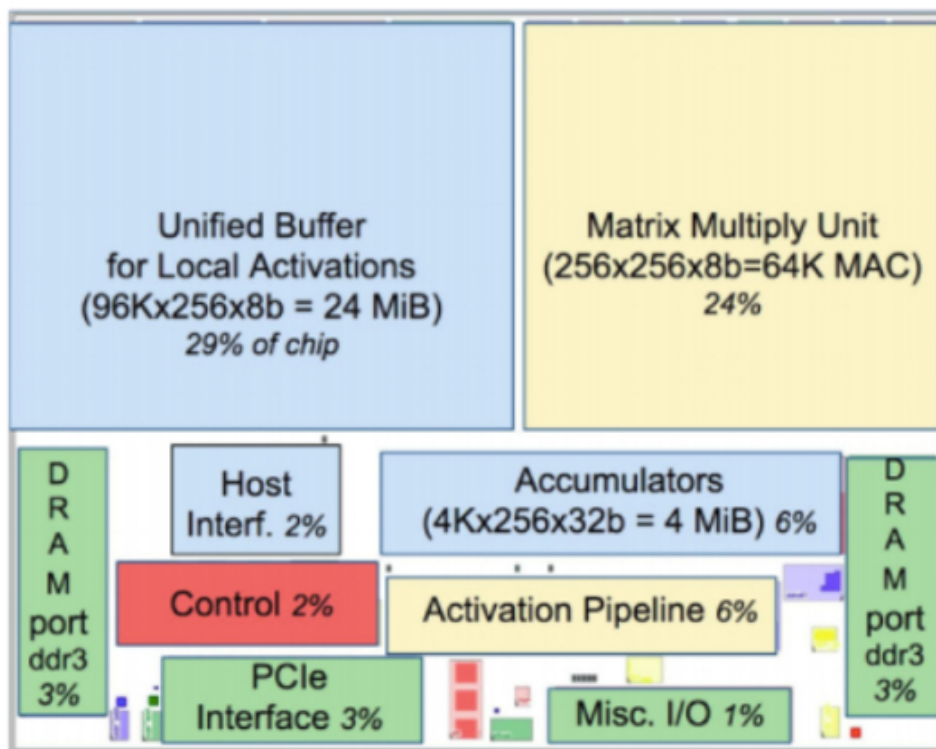 Unified Buffer
for Local Activations
(96Kx256x8b = 24 MiB)
29% of chip
Matrix Multiply Unit
(256x256x8b=64K MAC)
24%
D
R
A
M
port
ddr3
3%
Host
Interf. 2%
Accumulators
(4Kx256x32b = 4 MiB) 6%
D
R
A
M
port
ddr3
3%
Control 2%
Activation Pipeline 6%
PCIe
Interface 3%
Misc. I/O 1%